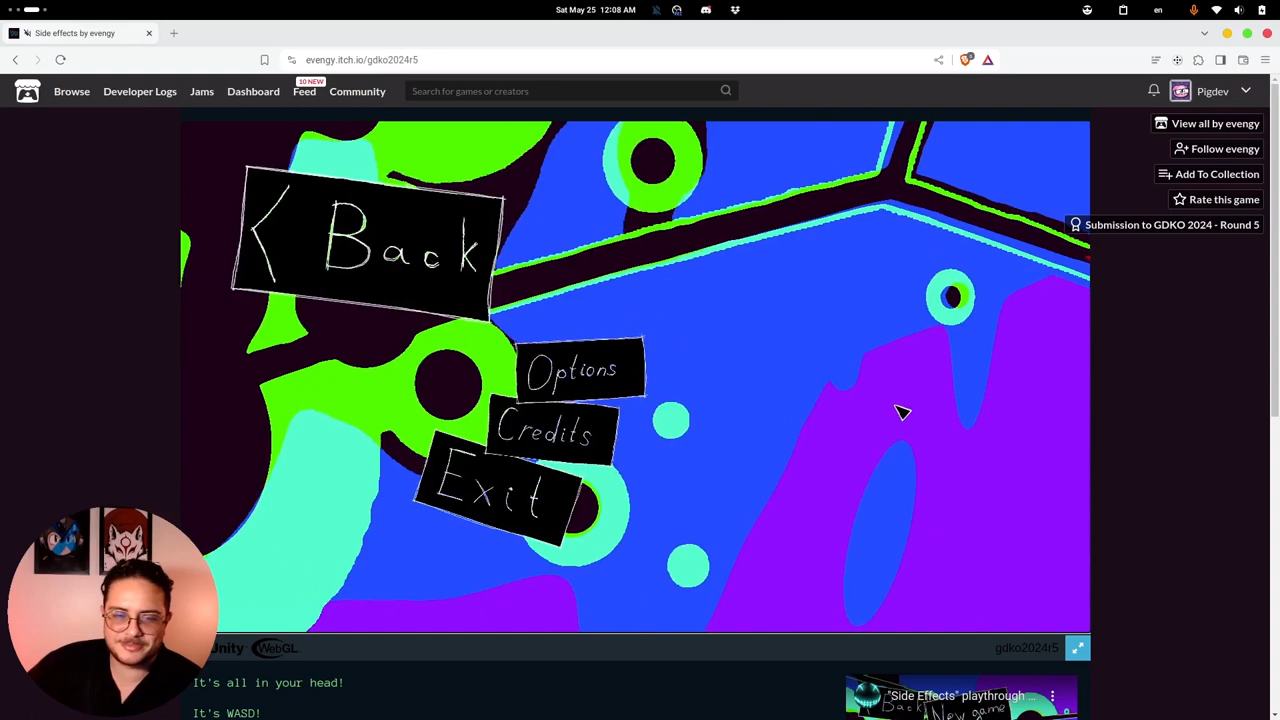 Sat May 25 12:08 AM
en
Side effects by evengy
evengy.itch.io/gdko2024r5
10 NEW
Browse Developer Logs Jams Dashboard Feed Community Search for games or creators Pigdev
View all by evengy
Follow evengy
Add To Collection
Rate this game
Submission to GDKO 2024 - Round 5
< Back
Options
Credits
Exit
Unity WebGL gdko2024r5
It's all in your head!
It's WASD!
"Side Effects" playthrough ...
Back New game